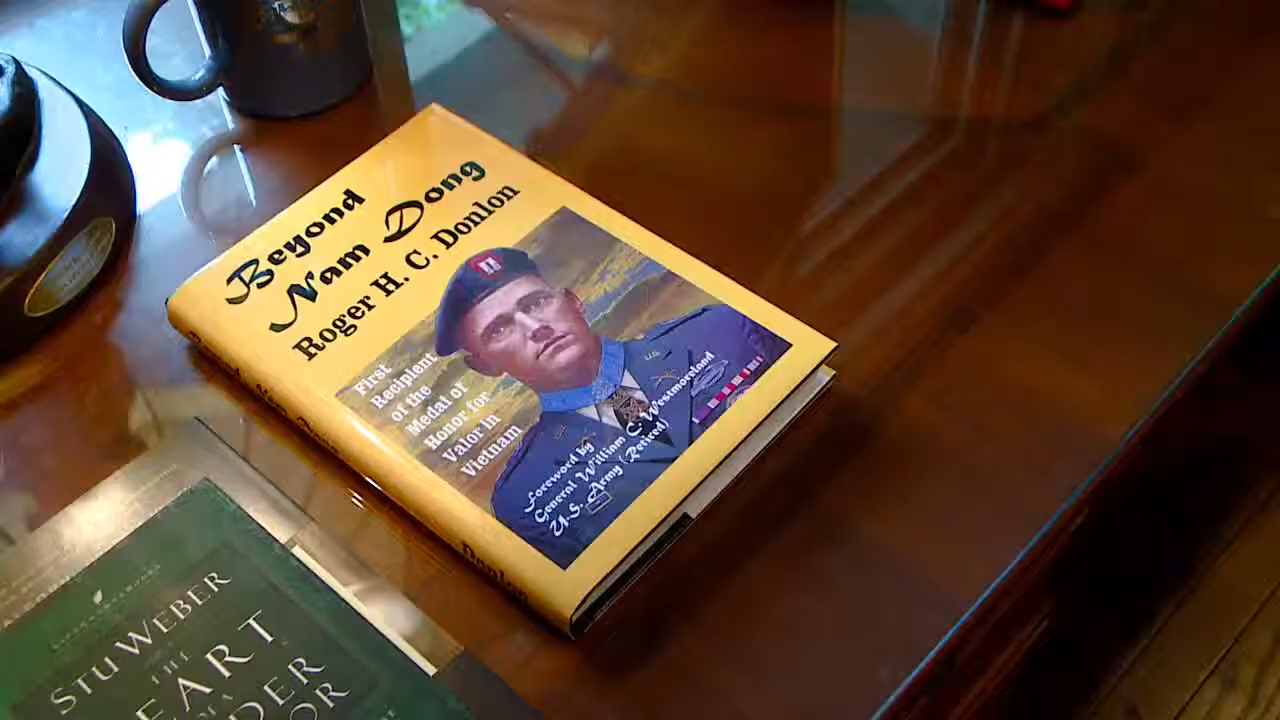 Beyond
Nam Dong
Roger H. C. Donlon
First
Recipient
of the
Medal of
Honor for
Valor in
Vietnam
Foreword by
General William C. Westmoreland
U.S. Army (Retired)
Donlon
STU WEBER
EART
DER
OR